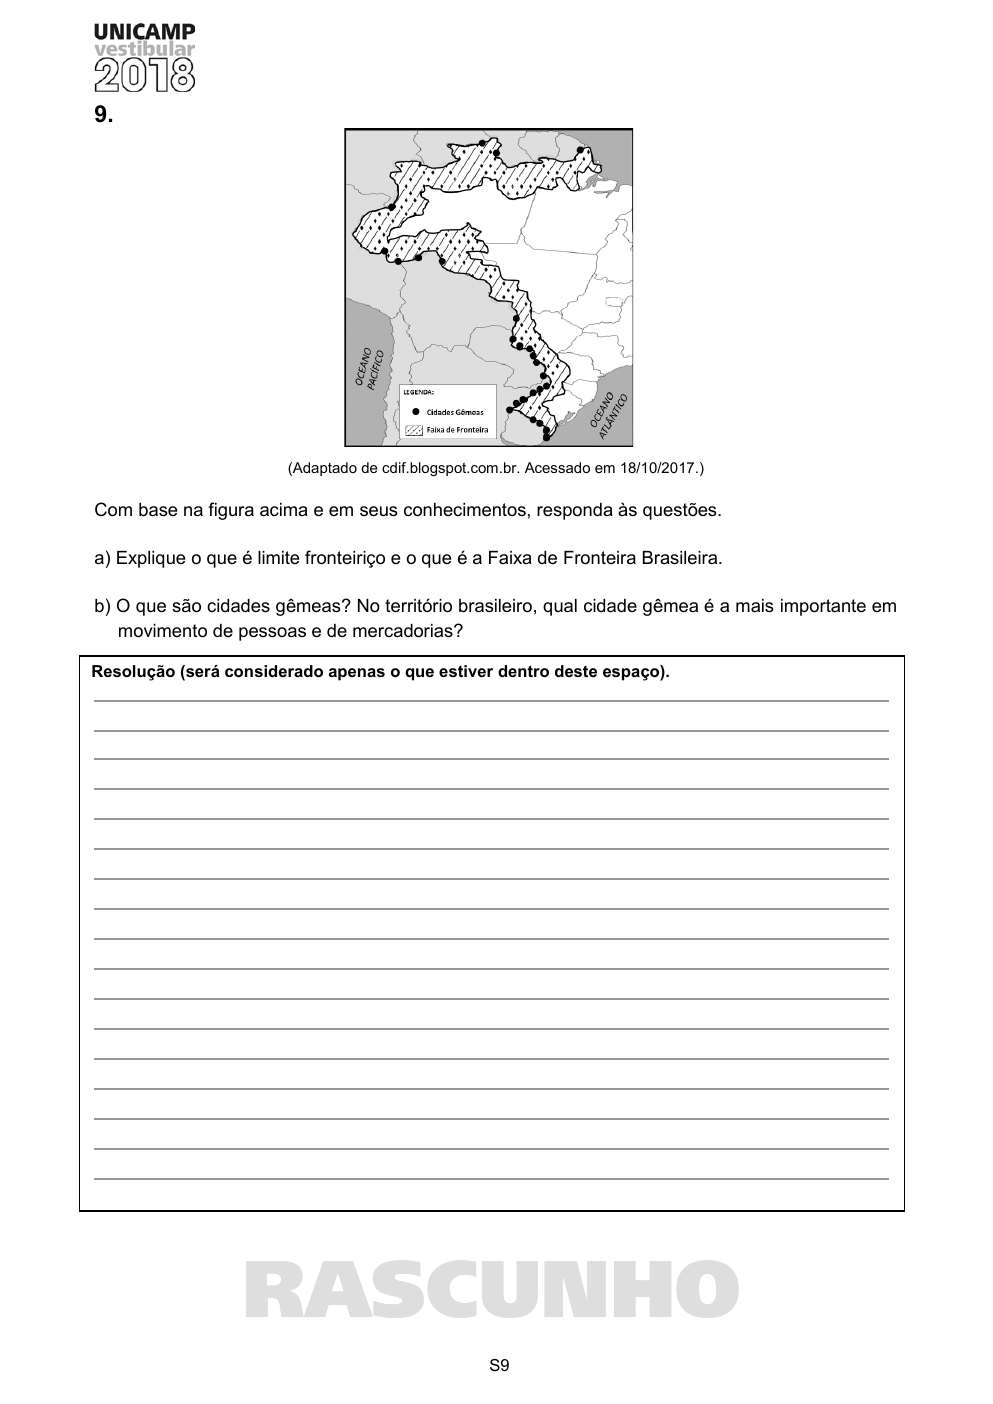 UNICAMP
vestibular
2018
9.
OCEANO
PACÍFICO
OCEANO
ATLÂNTICO
LEGENDA:
Cidades Gêmeas
Faixa de Fronteira
(Adaptado de cdif.blogspot.com.br. Acessado em 18/10/2017.)
Com base na figura acima e em seus conhecimentos, responda às questões.
a) Explique o que é limite fronteiriço e o que é a Faixa de Fronteira Brasileira.
b) O que são cidades gêmeas? No território brasileiro, qual cidade gêmea é a mais importante em
movimento de pessoas e de mercadorias?
Resolução (será considerado apenas o que estiver dentro deste espaço).
RASCUNHO
S9